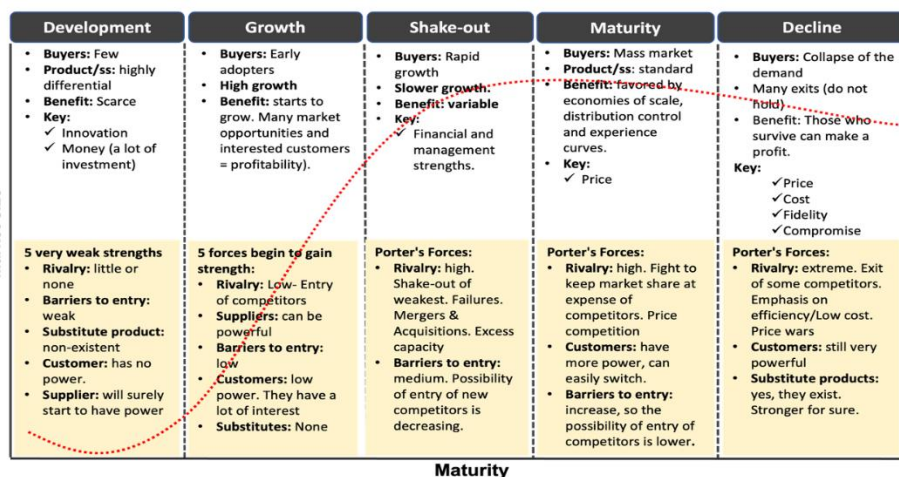 Development
• Buyers: Few
• Product/ss: highly
differential
• Benefit: Scarce
• Key:
✓ Innovation
✓ Money (a lot of
investment)
5 very weak strengths
• Rivalry: little or
none
• Barriers to entry:
weak
• Substitute product:
non-existent
• Customer: has no
power.
• Supplier: will surely
start to have power
Growth
• Buyers: Early
adopters
• High growth
• Benefit: starts to
grow. Many market
opportunities and
interested customers
= profitability).
5 forces begin to gain
strength:
• Rivalry: Low- Entry
of competitors
• Suppliers: can be
powerful
• Barriers to entry:
low
• Customers: low
power. They have a
lot of interest
• Substitutes: None
Shake-out
• Buyers: Rapid
growth
• Slower growth:
• Benefit: variable
• Key:
✓ Financial and
management
strengths.
Porter's Forces:
• Rivalry: high.
Shake-out of
weakest. Failures.
Mergers &
Acquisitions. Excess
capacity
• Barriers to entry:
medium. Possibility
of entry of new
competitors is
decreasing.
Maturity
• Buyers: Mass market
• Product/ss: standard
• Benefit: favored by
economies of scale,
distribution control
and experience
curves.
• Key:
✓ Price
Porter's Forces:
• Rivalry: high. Fight to
keep market share at
expense of
competitors. Price
competition
• Customers: have
more power, can
easily switch.
• Barriers to entry:
increase, so the
possibility of entry of
competitors is lower.
Decline
• Buyers: Collapse of the
demand
• Many exits (do not
hold)
• Benefit: Those who
survive can make a
profit.
Key:
✓Price
✓Cost
✓Fidelity
✓Compromise
Porter's Forces:
• Rivalry: extreme. Exit
of some competitors.
Emphasis on
efficiency/Low cost.
Price wars
• Customers: still very
powerful
• Substitute products:
yes, they exist.
Stronger for sure.
Maturity